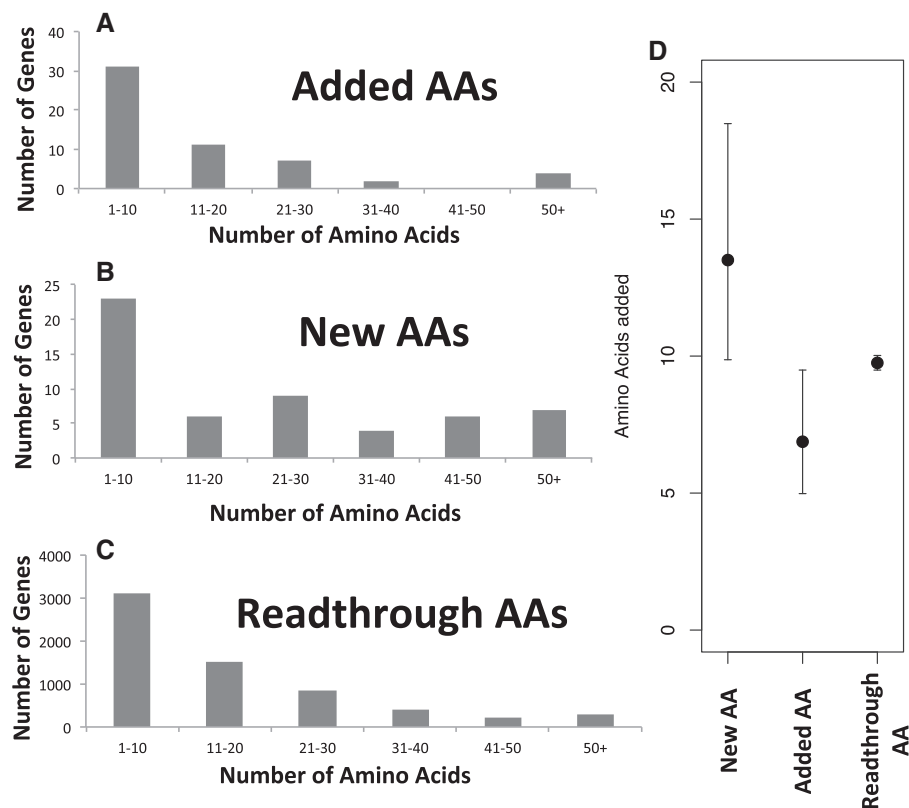 A
Number of Genes
40
30
20
10
0
Added AAs
1-10 11-20 21-30 31-40 41-50 50+
Number of Amino Acids
B
Number of Genes
25
20
15
10
5
0
New AAs
1-10 11-20 21-30 31-40 41-50 50+
Number of Amino Acids
C
Number of Genes
4000
3000
2000
1000
0
Readthrough AAs
1-10 11-20 21-30 31-40 41-50 50+
Number of Amino Acids
D
Amino Acids added
20
15
10
5
0
New AA
Added AA
Readthrough
AA